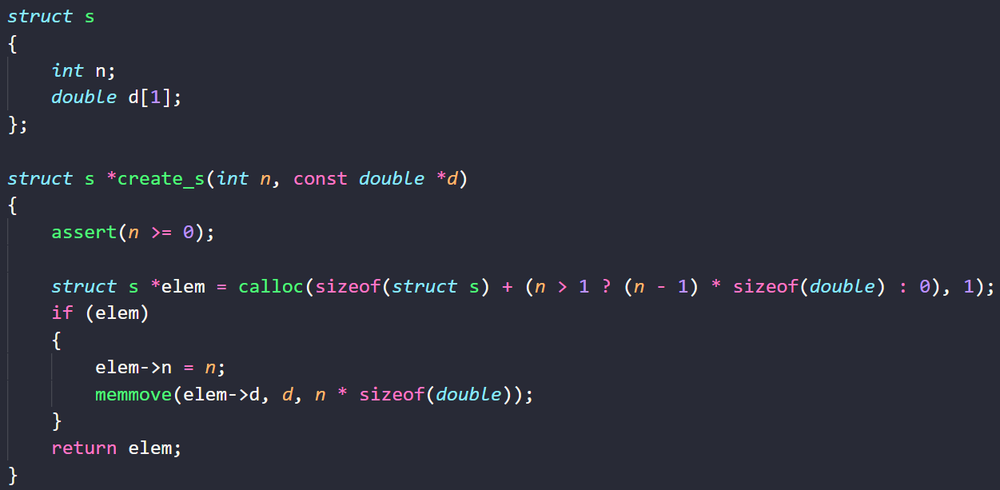 struct s
{
    int n;
    double d[1];
};

struct s *create_s(int n, const double *d)
{
    assert(n >= 0);

    struct s *elem = calloc(sizeof(struct s) + (n > 1 ? (n - 1) * sizeof(double) : 0), 1);
    if (elem)
    {
        elem->n = n;
        memmove(elem->d, d, n * sizeof(double));
    }
    return elem;
}